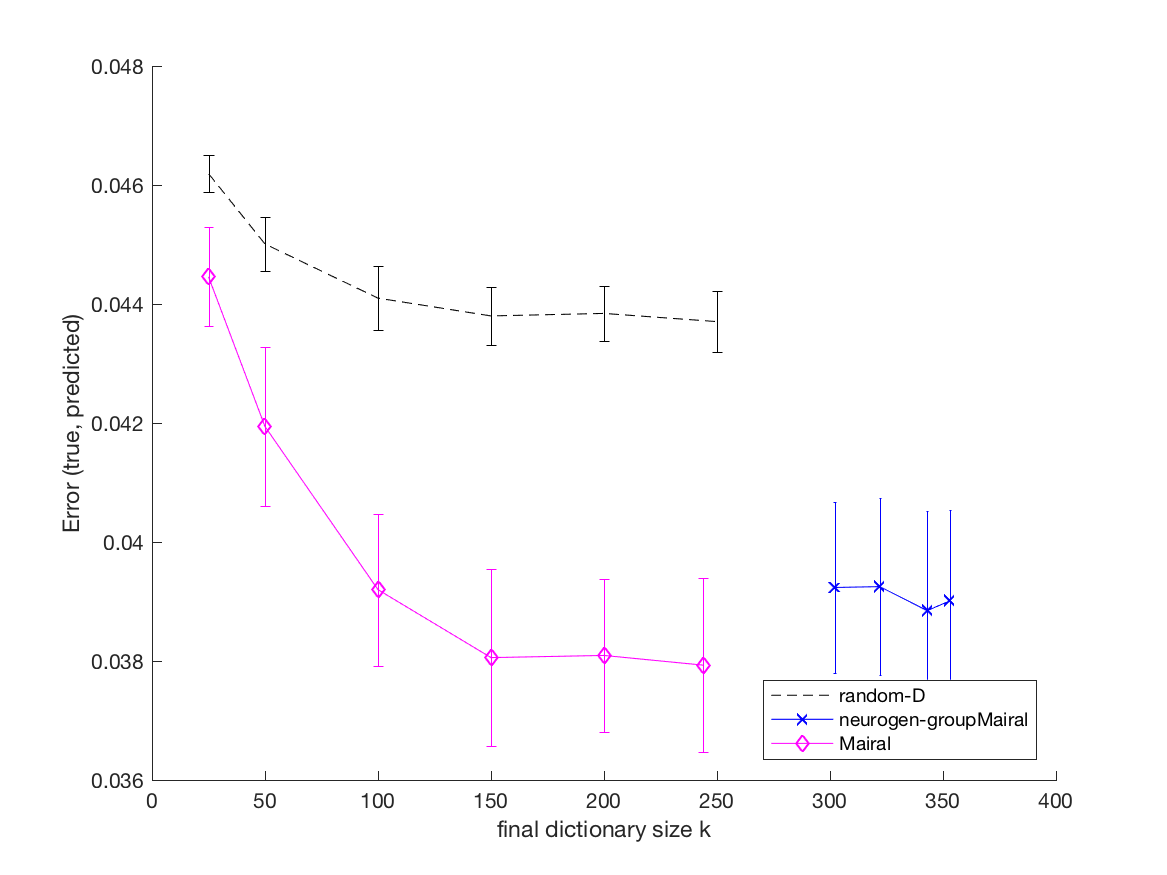 0.048
0.046
0.044
0.042
0.04
0.038
0.036
Error (true, predicted)
0 50 100 150 200 250 300 350 400
final dictionary size k
random-D
neurogen-groupMairal
Mairal